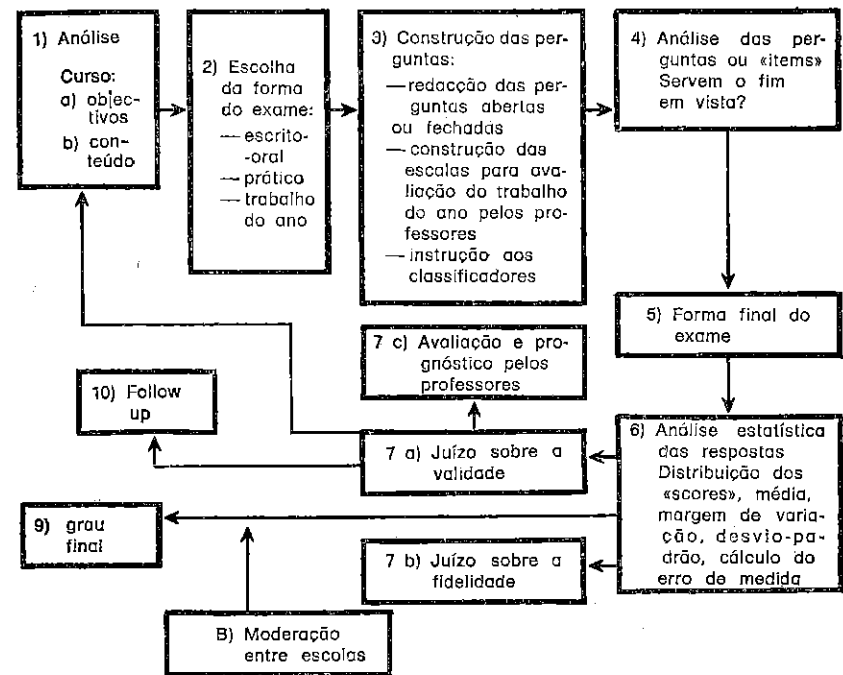 1) Análise
Curso:
a) objec-
tivos
b) con-
teúdo
2) Escolha
da forma
do exame:
— escrito-
-oral
— prático
— trabalho
do ano
3) Construção das per-
guntas:
— redacção das per-
guntas abertas
ou fechadas
— construção das
escalas para ava-
liação do trabalho
do ano pelos pro-
fessores
— instrução aos
classificadores
4) Análise das per-
guntas ou «items»
Servem o fim
em vista?
5) Forma final do
exame
6) Análise estatística
das respostas
Distribuição dos
«scores», média,
margem de varia-
ção, desvio-pa-
drão, cálculo do
erro de medida
7 c) Avaliação e pro-
gnóstico pelos
professores
10) Follow
up
7 a) Juízo sobre a
validade
9) grau
final
7 b) Juízo sobre a
fidelidade
B) Moderação
entre escolas